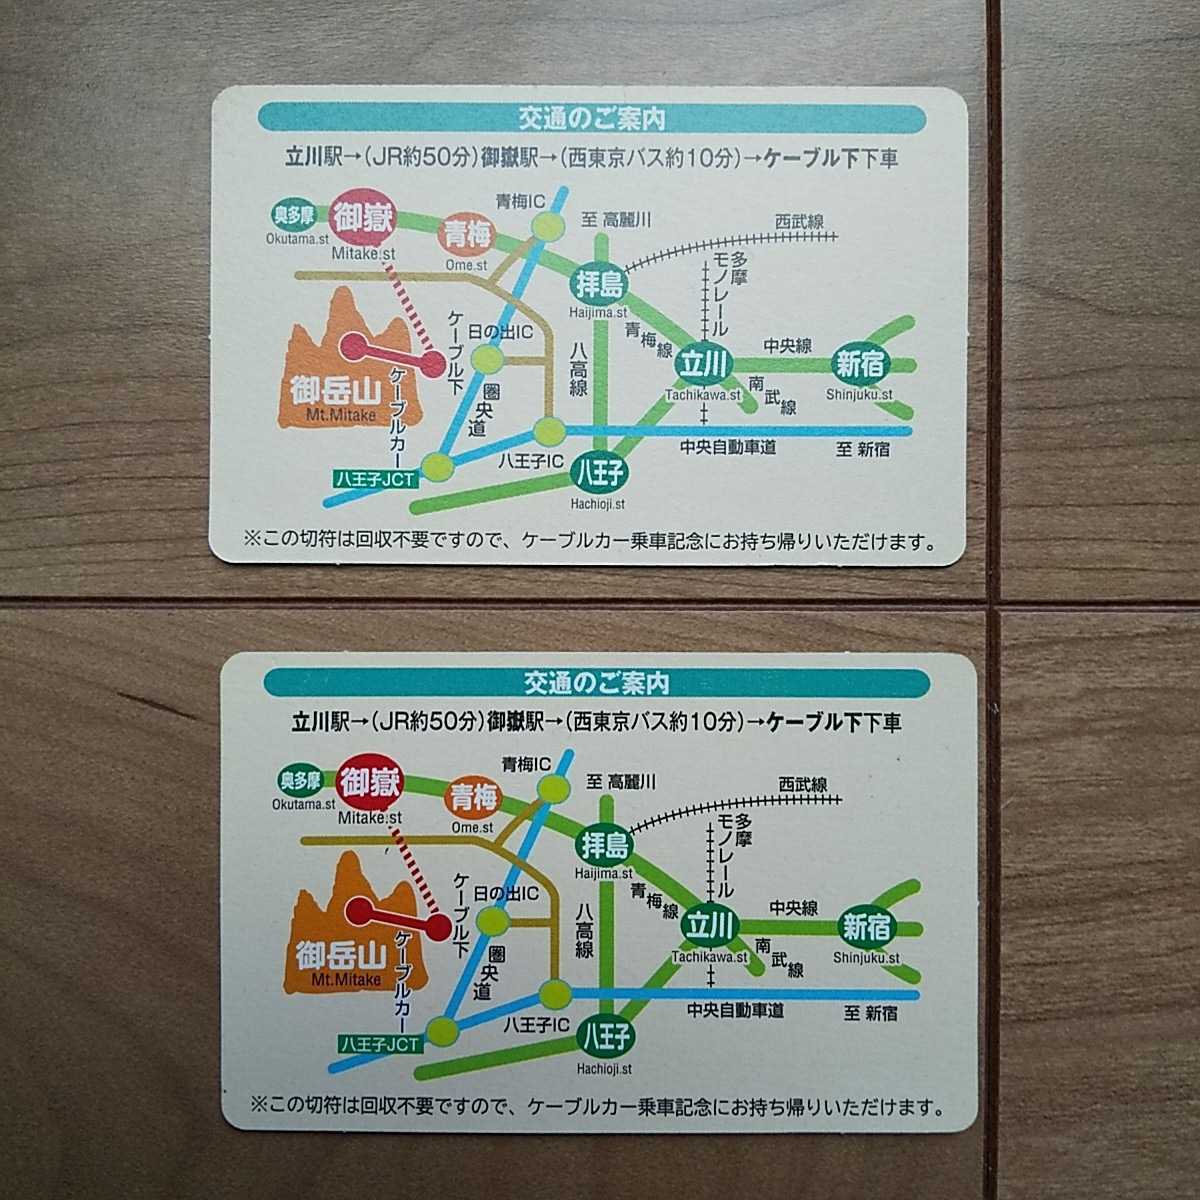 交通のご案内
立川駅→(JR約50分)御嶽駅→(西東京バス約10分)→ケーブル下下車
青梅IC
至 高麗川
西武線
奥多摩
Okutama.st
御嶽
Mitake.st
青梅
Ome.st
拝島
Haijima.st
多摩
モノレール
ケーブル下
日の出IC
八高線
青梅線
立川
Tachikawa.st
中央線
新宿
Shinjuku.st
南武線
御岳山
Mt.Mitake
ケーブルカー
圏央道
八王子IC
中央自動車道
至 新宿
八王子JCT
八王子
Hachioji.st
※この切符は回収不要ですので、ケーブルカー乗車記念にお持ち帰りいただけます。
交通のご案内
立川駅→(JR約50分)御嶽駅→(西東京バス約10分)→ケーブル下下車
青梅IC
至 高麗川
西武線
奥多摩
Okutama.st
御嶽
Mitake.st
青梅
Ome.st
拝島
Haijima.st
多摩
モノレール
ケーブル下
日の出IC
八高線
青梅線
立川
Tachikawa.st
中央線
新宿
Shinjuku.st
南武線
御岳山
Mt.Mitake
ケーブルカー
圏央道
八王子IC
中央自動車道
至 新宿
八王子JCT
八王子
Hachioji.st
※この切符は回収不要ですので、ケーブルカー乗車記念にお持ち帰りいただけます。